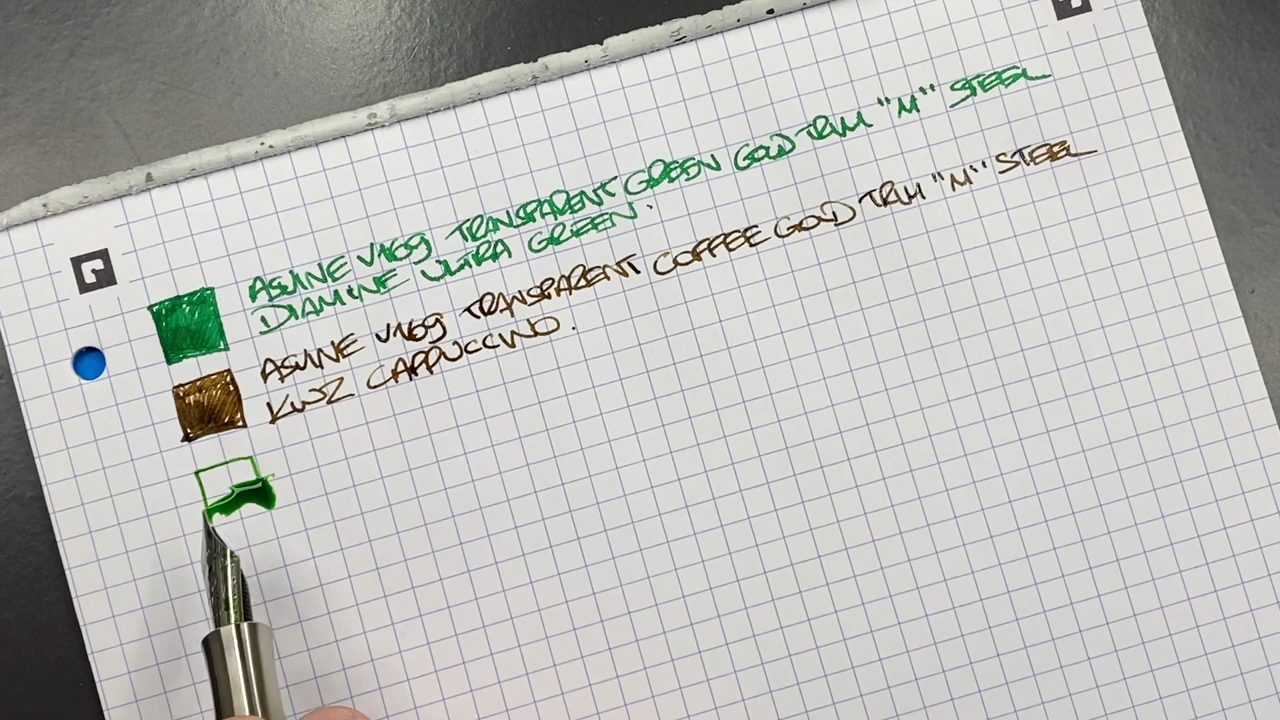 ASVINE V169 TRANSPARENT GREEN GOLD TRIM "M" STEEL
DIAMINE ULTRA GREEN.
ASVINE V169 TRANSPARENT COFFEE GOLD TRIM "M" STEEL
KWZ CAPPUCCINO.